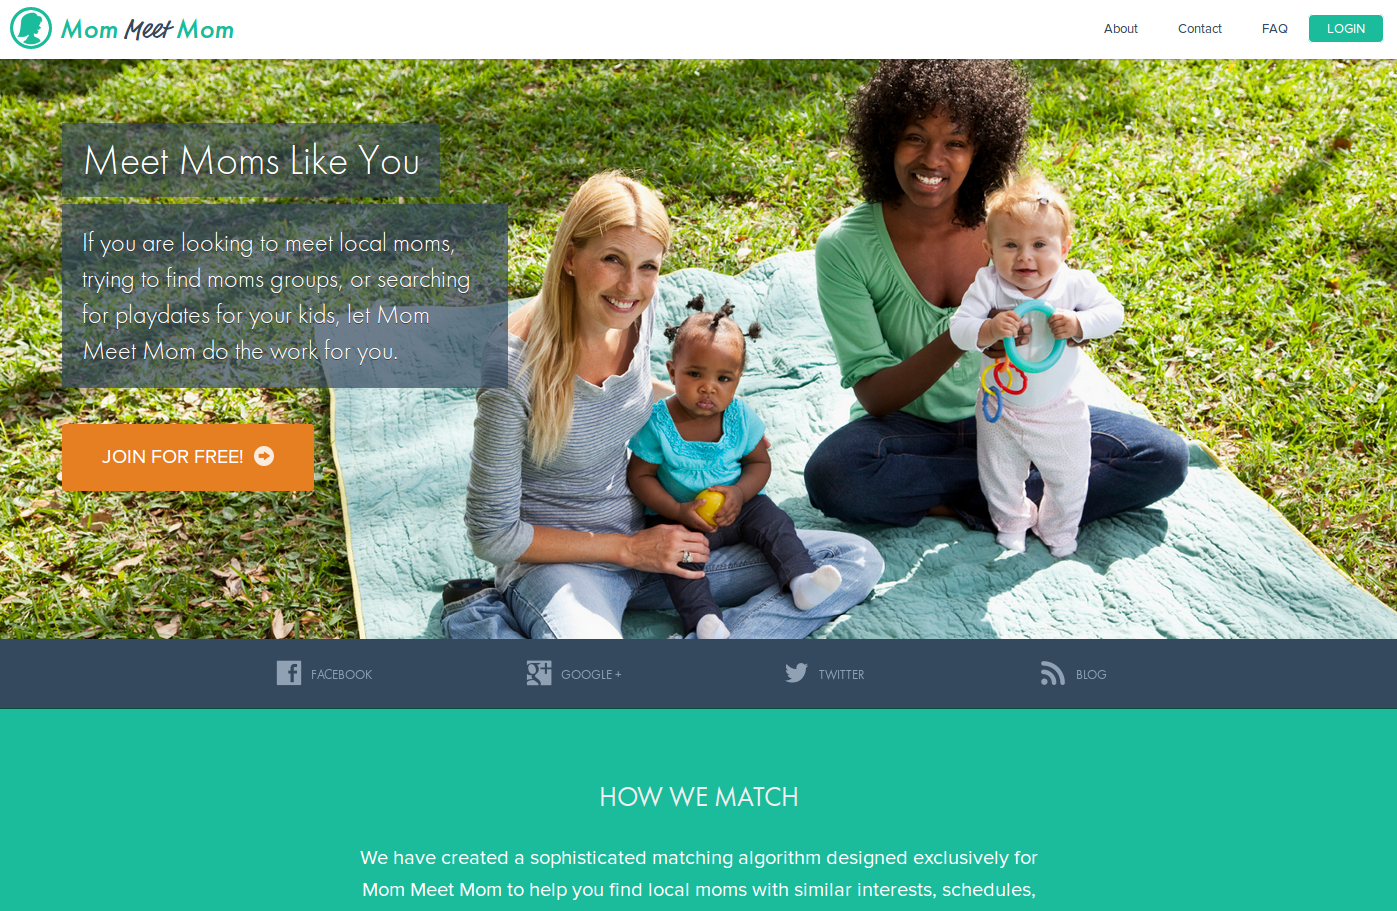 Mom Meet Mom
About
Contact
FAQ
LOGIN
Meet Moms Like You
If you are looking to meet local moms,
trying to find moms groups, or searching
for playdates for your kids, let Mom
Meet Mom do the work for you.
JOIN FOR FREE!
FACEBOOK
GOOGLE +
TWITTER
BLOG
HOW WE MATCH
We have created a sophisticated matching algorithm designed exclusively for
Mom Meet Mom to help you find local moms with similar interests, schedules,